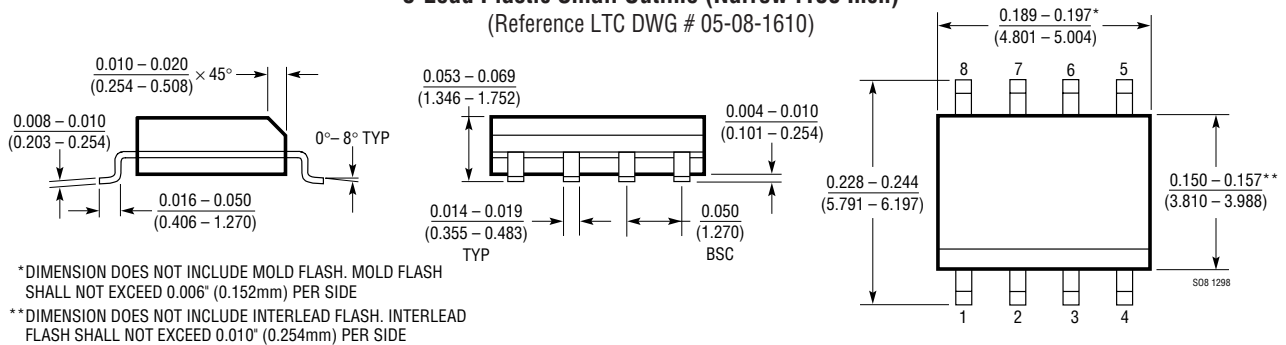 (Reference LTC DWG # 05-08-1610)
0.010 – 0.020
(0.254 – 0.508)
× 45°
0.008 – 0.010
(0.203 – 0.254)
0°– 8° TYP
0.016 – 0.050
(0.406 – 1.270)
0.053 – 0.069
(1.346 – 1.752)
0.004 – 0.010
(0.101 – 0.254)
0.014 – 0.019
(0.355 – 0.483)
TYP
0.050
(1.270)
BSC
0.189 – 0.197*
(4.801 – 5.004)
8 7 6 5
0.228 – 0.244
(5.791 – 6.197)
0.150 – 0.157**
(3.810 – 3.988)
SO8 1298
1 2 3 4
*DIMENSION DOES NOT INCLUDE MOLD FLASH. MOLD FLASH
SHALL NOT EXCEED 0.006" (0.152mm) PER SIDE
**DIMENSION DOES NOT INCLUDE INTERLEAD FLASH. INTERLEAD
FLASH SHALL NOT EXCEED 0.010" (0.254mm) PER SIDE